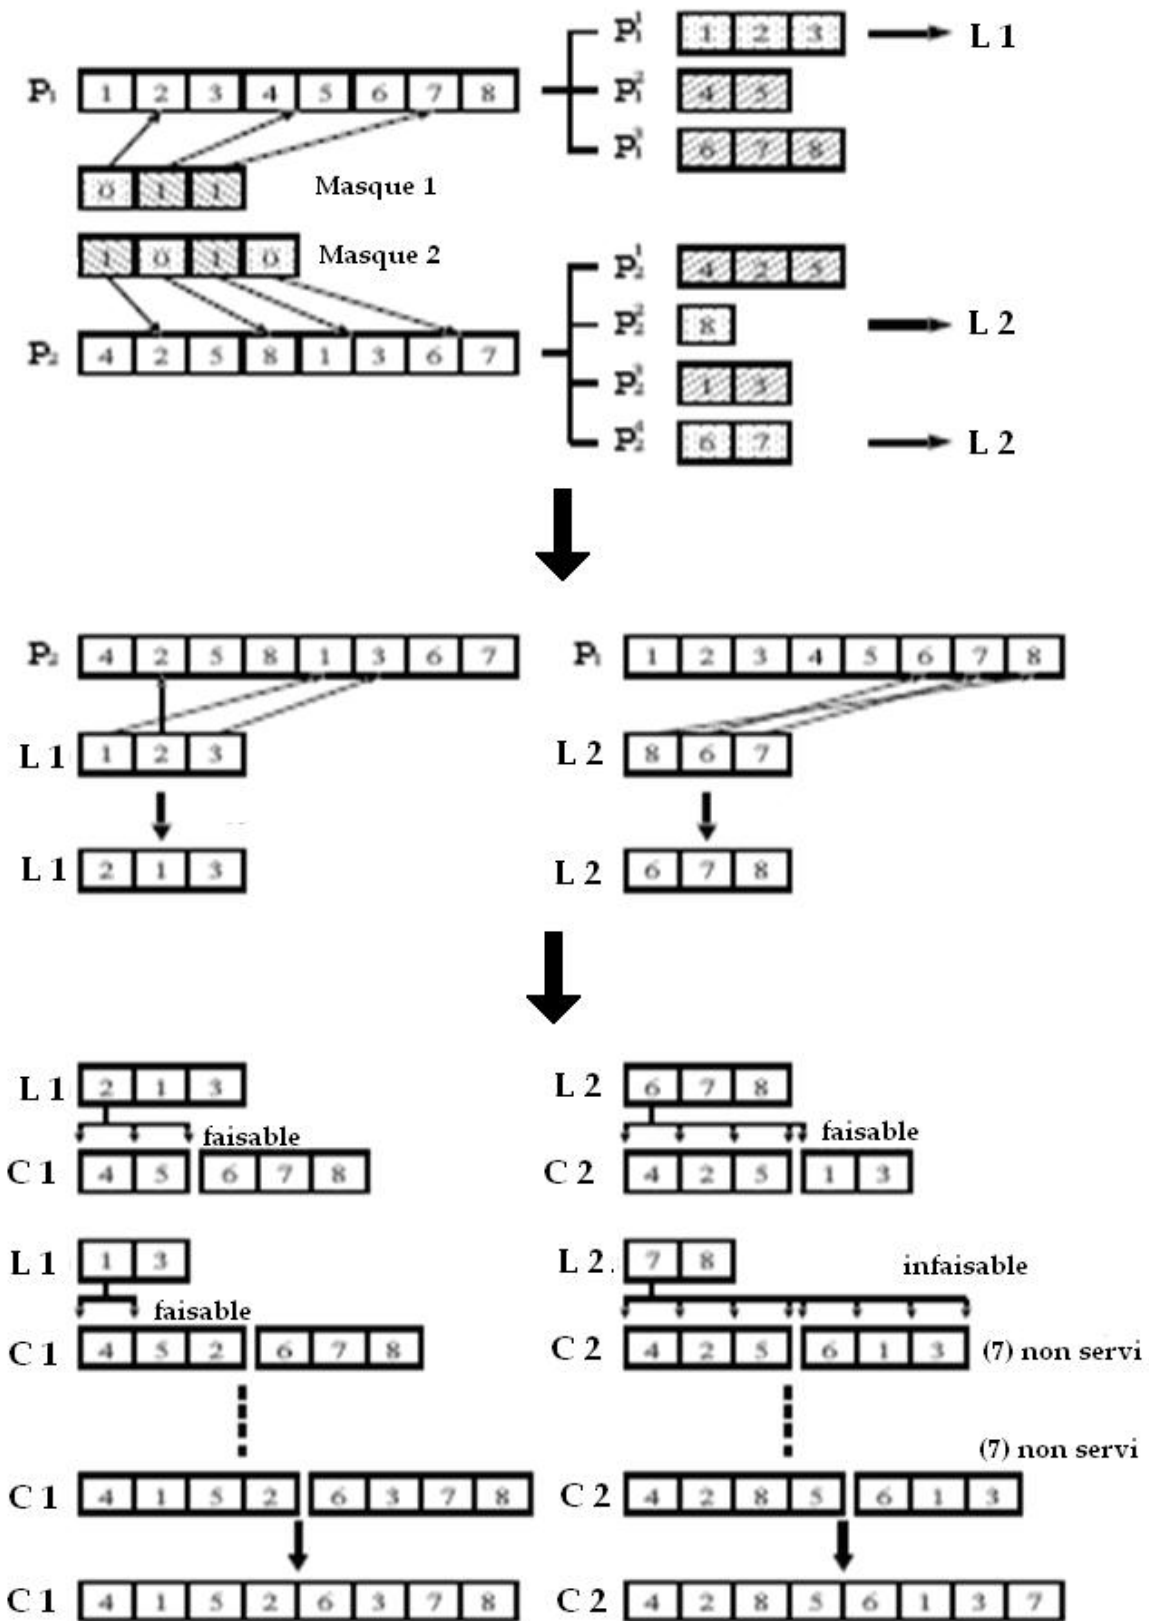 P₁¹ 1 2 3 L 1
P₁ 1 2 3 4 5 6 7 8 P₁² 4 5
P₁³ 6 7 8
0 1 1 Masque 1
1 0 1 0 Masque 2 P₂¹ 4 2 5
P₂² 8 L 2
P₂ 4 2 5 8 1 3 6 7
P₂³ 1 3
P₂⁴ 6 7 L 2
P₂ 4 2 5 8 1 3 6 7 P₁ 1 2 3 4 5 6 7 8
L 1 1 2 3 L 2 8 6 7
L 1 2 1 3 L 2 6 7 8
L 1 2 1 3 L 2 6 7 8
faisable faisable
C 1 4 5 6 7 8 C 2 4 2 5 1 3
L 1 1 3 L 2. 7 8 infaisable
faisable
C 1 4 5 2 6 7 8 C 2 4 2 5 6 1 3 (7) non servi
(7) non servi
C 1 4 1 5 2 6 3 7 8 C 2 4 2 8 5 6 1 3
C 1 4 1 5 2 6 3 7 8 C 2 4 2 8 5 6 1 3 7